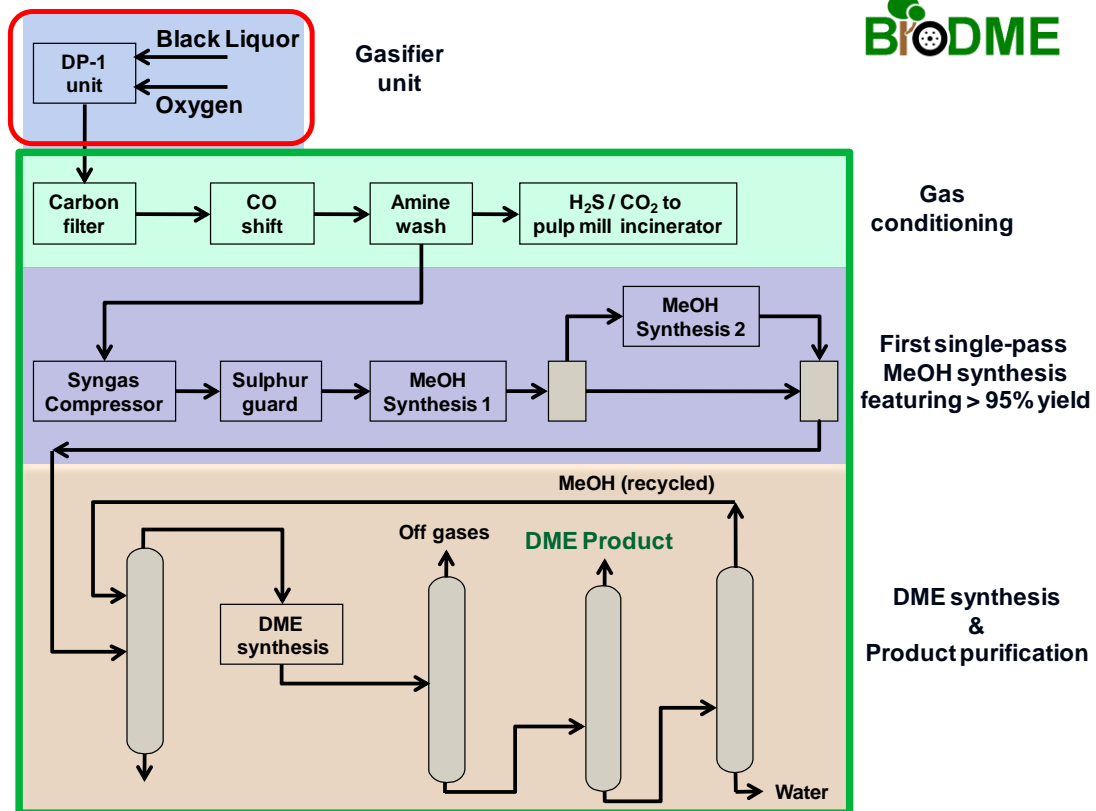 BioDME
Black Liquor
DP-1
unit
Oxygen
Gasifier
unit
Carbon
filter
CO
shift
Amine
wash
H₂S / CO₂ to
pulp mill incinerator
Gas
conditioning
MeOH
Synthesis 2
Syngas
Compressor
Sulphur
guard
MeOH
Synthesis 1
First single-pass
MeOH synthesis
featuring > 95% yield
MeOH (recycled)
Off gases
DME Product
DME
synthesis
DME synthesis
&
Product purification
Water